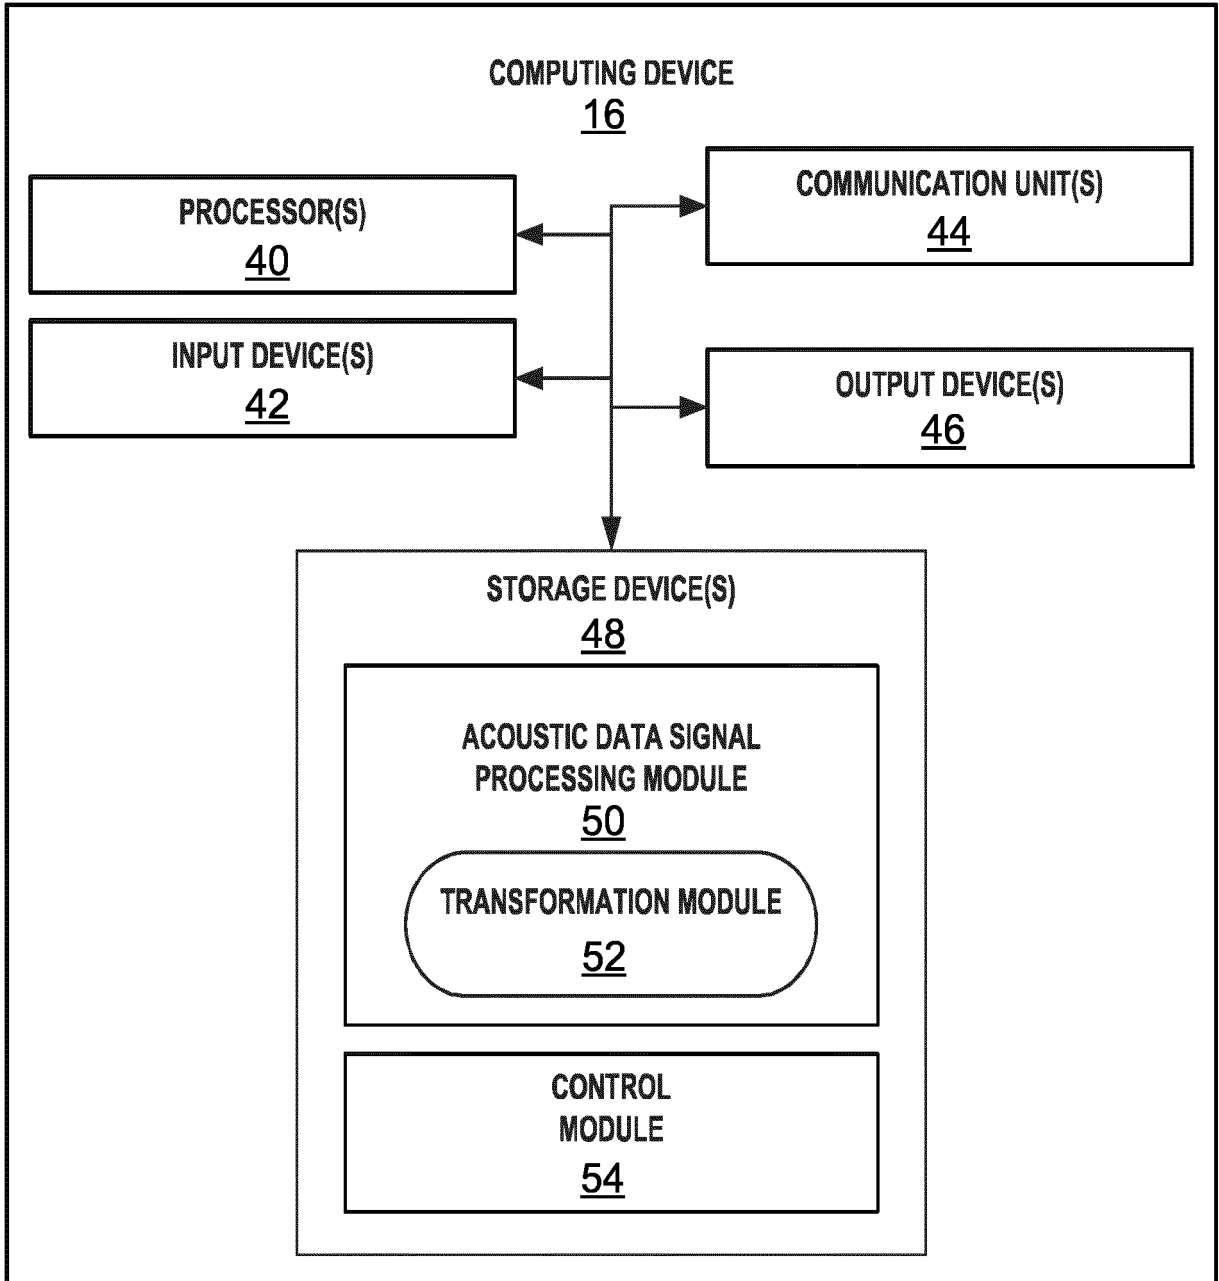 COMPUTING DEVICE
16
PROCESSOR(S)
40
COMMUNICATION UNIT(S)
44
INPUT DEVICE(S)
42
OUTPUT DEVICE(S)
46
STORAGE DEVICE(S)
48
ACOUSTIC DATA SIGNAL
PROCESSING MODULE
50
TRANSFORMATION MODULE
52
CONTROL
MODULE
54